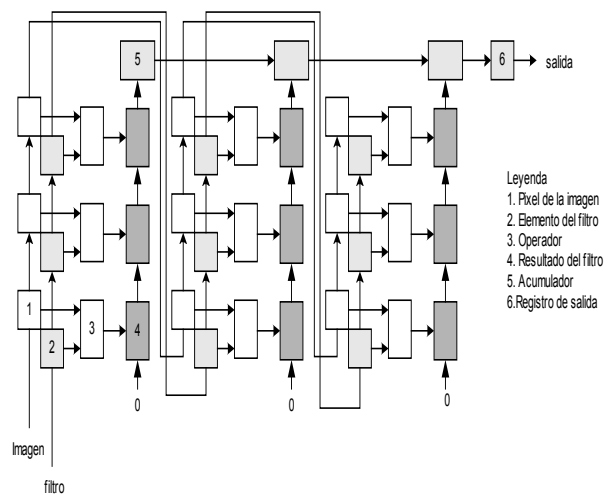 5
6
salida
Leyenda
1. Pixel de la imagen
2. Elemento del filtro
3. Operador
4. Resultado del filtro
5. Acumulador
6.Registro de salida
1
3
4
2
0
0
0
Imagen
filtro